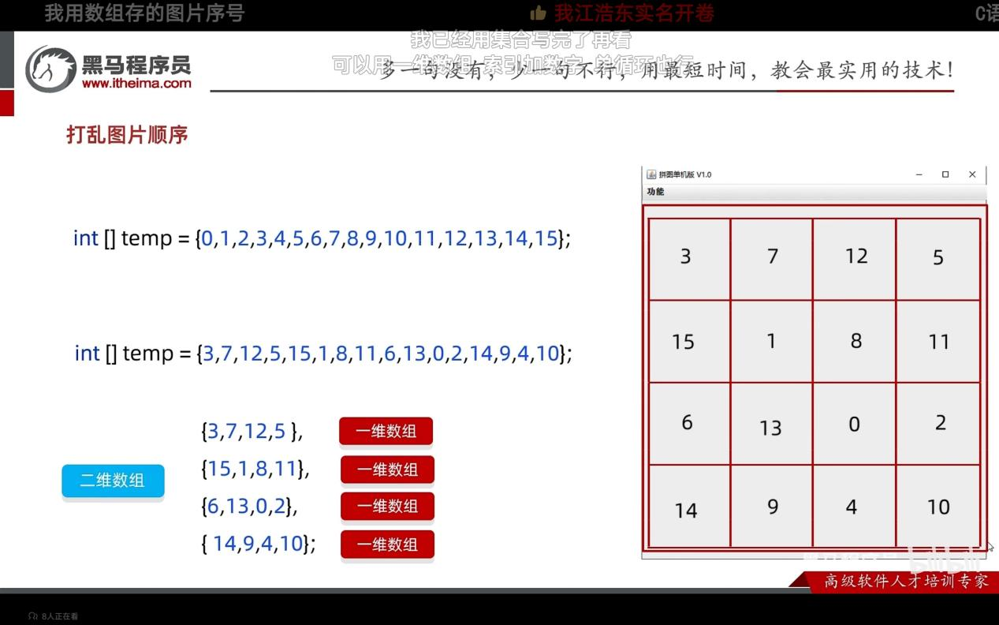 我用数组存的图片序号
我江浩东实名开卷
C语
我已经用集合写完了再看
可以用一维数组 索引加数字 单循环也行
黑马程序员
www.itheima.com
多一句没有，少一句不行，用最短时间，教会最实用的技术！
打乱图片顺序
int [] temp = {0,1,2,3,4,5,6,7,8,9,10,11,12,13,14,15};
int [] temp = {3,7,12,5,15,1,8,11,6,13,0,2,14,9,4,10};
二维数组
{3,7,12,5 }, 一维数组
{15,1,8,11}, 一维数组
{6,13,0,2}, 一维数组
{ 14,9,4,10}; 一维数组
拼图单机版 V1.0
功能
3 7 12 5
15 1 8 11
6 13 0 2
14 9 4 10
黑马程序员 bilibili
高级软件人才培训专家
8人正在看